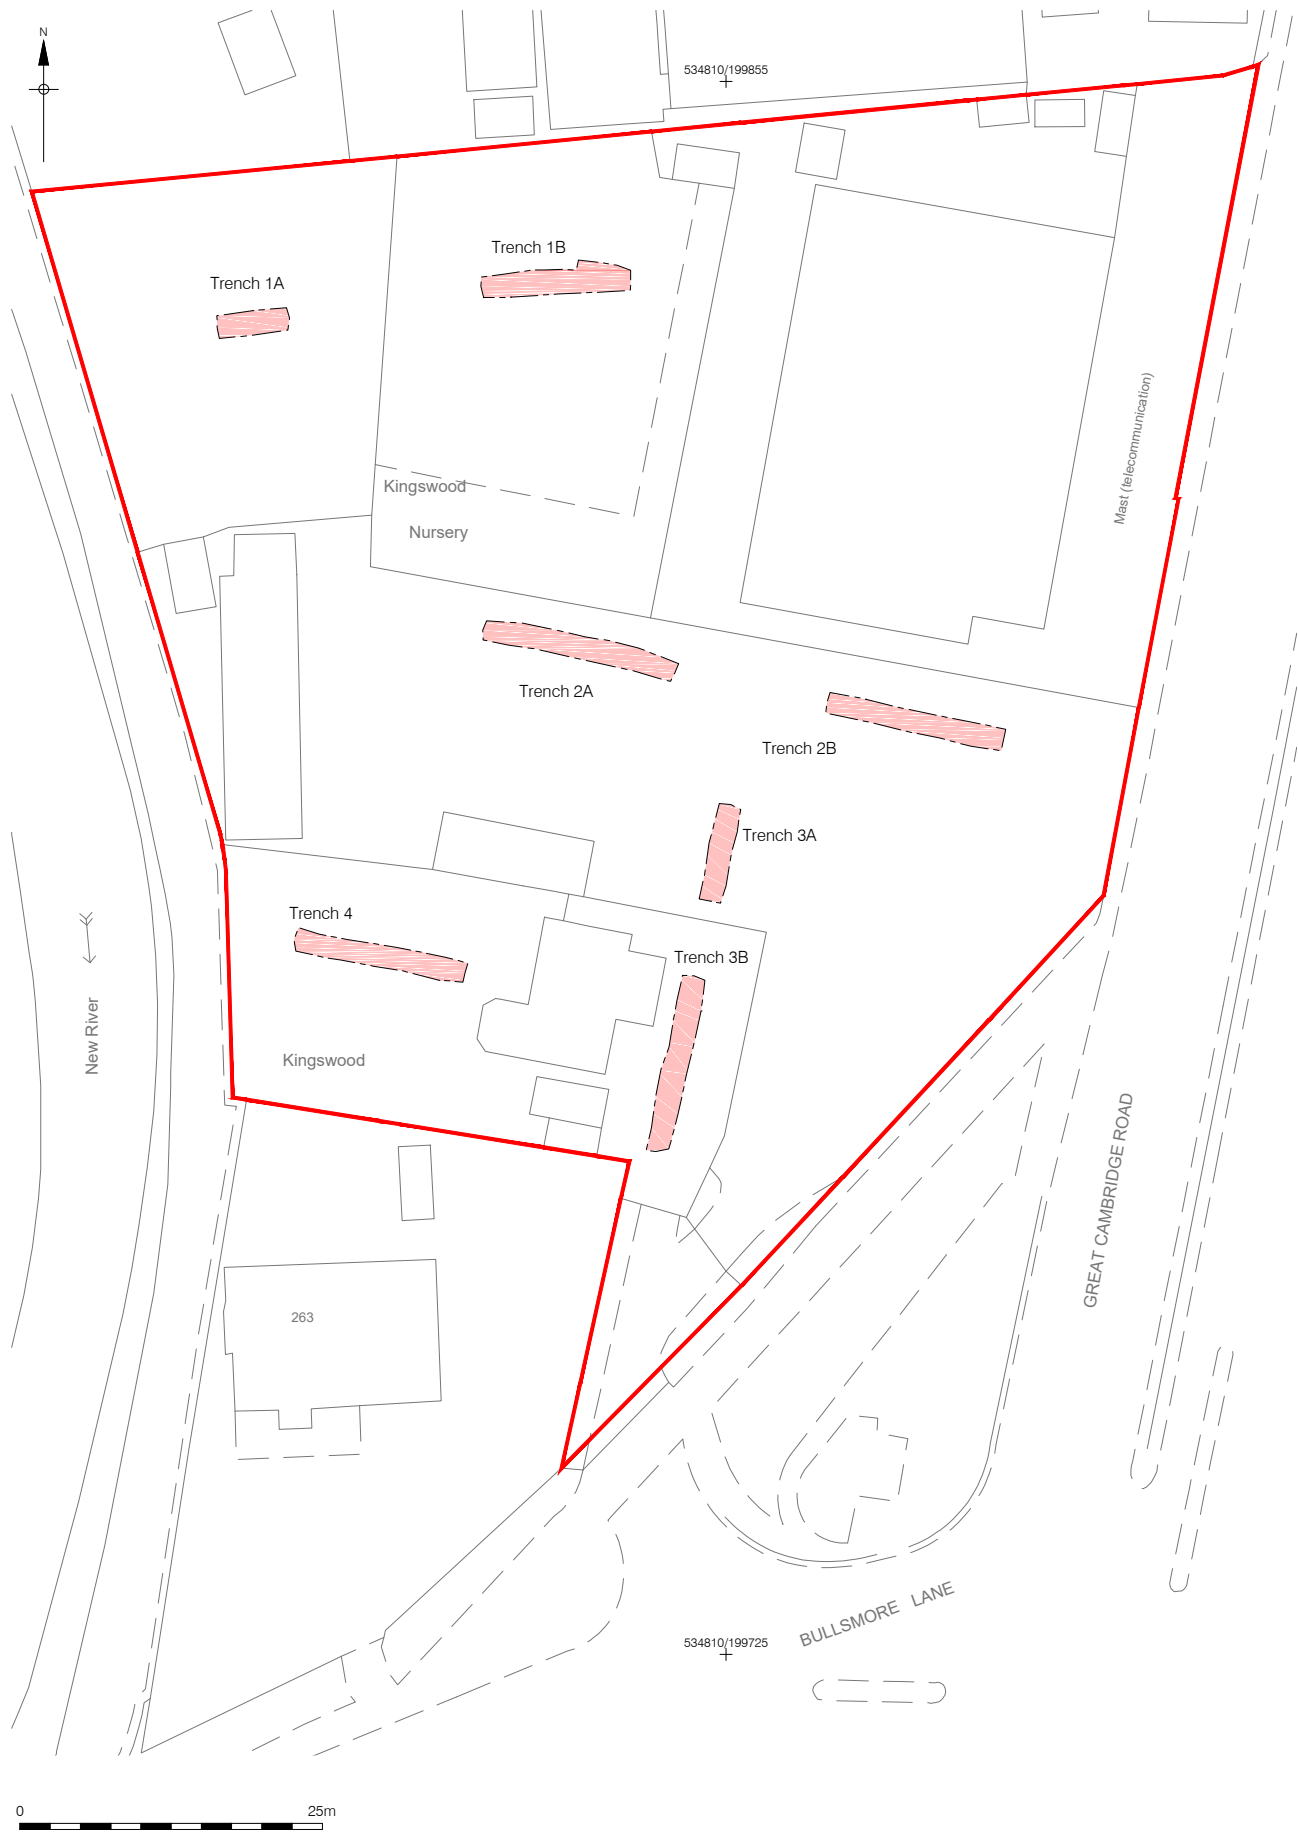 N
534810/199855
Trench 1B
Trench 1A
Mast (telecommunication)
Kingswood
Nursery
Trench 2A
Trench 2B
Trench 3A
Trench 4
Trench 3B
New River
Kingswood
GREAT CAMBRIDGE ROAD
263
BULLSMORE LANE
534810/199725
0 25m